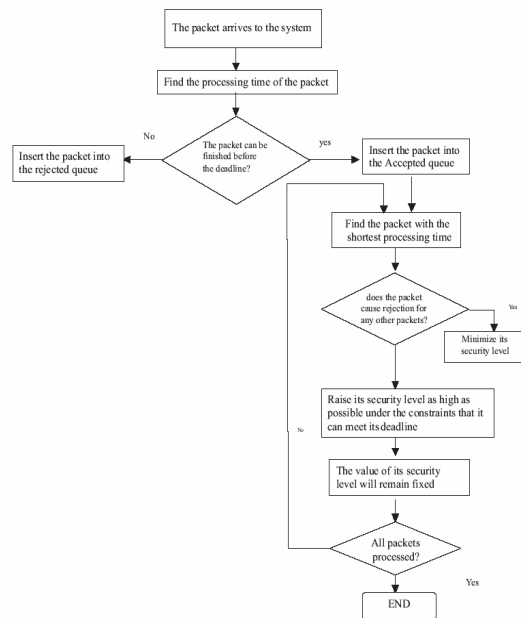 The packet arrives to the system
Find the processing time of the packet
No
The packet can be
finished before
the deadline?
yes
Insert the packet into
the rejected queue
Insert the packet into
the Accepted queue
Find the packet with the
shortest processing time
does the packet
cause rejection for
any other packets?
Yes
Minimize its
security level
Raise its security level as high as
possible under the constraints that it
can meet its deadline
No
The value of its security
level will remain fixed
All packets
processed?
Yes
END